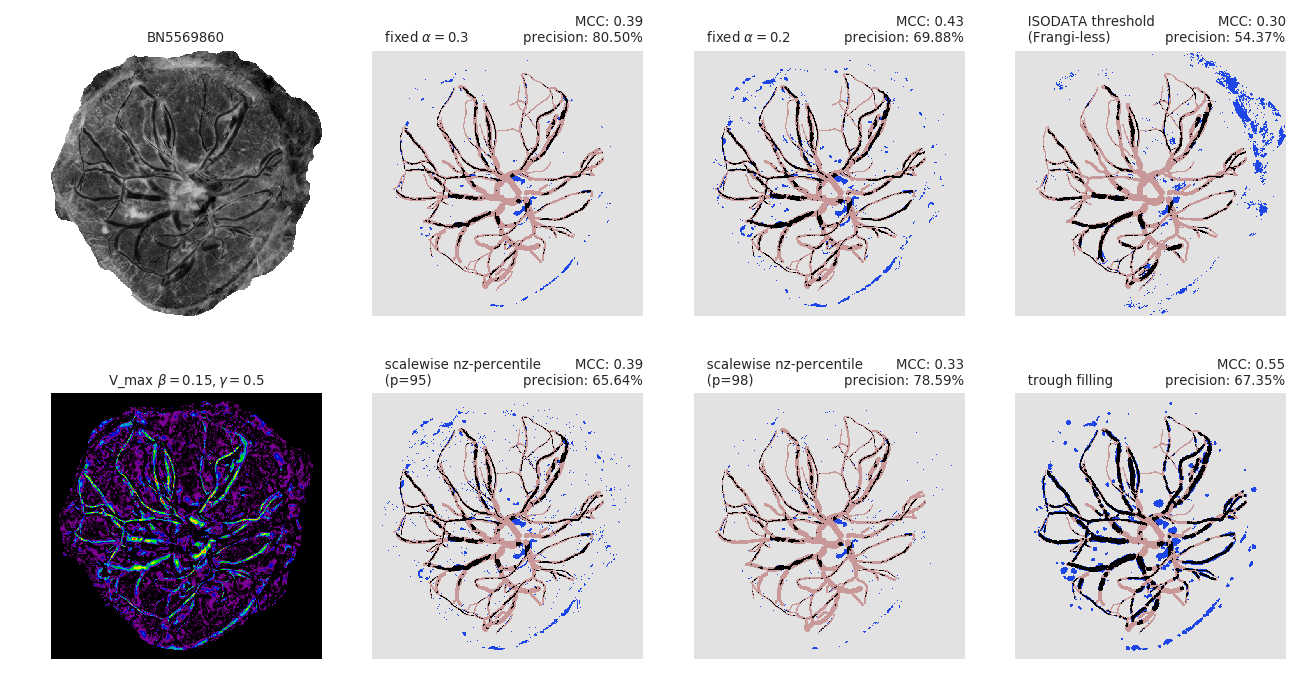 BN5569860
MCC: 0.39
fixed α = 0.3 precision: 80.50%
MCC: 0.43
fixed α = 0.2 precision: 69.88%
ISODATA threshold MCC: 0.30
(Frangi-less) precision: 54.37%
V_max β = 0.15, γ = 0.5
scalewise nz-percentile MCC: 0.39
(p=95) precision: 65.64%
scalewise nz-percentile MCC: 0.33
(p=98) precision: 78.59%
MCC: 0.55
trough filling precision: 67.35%